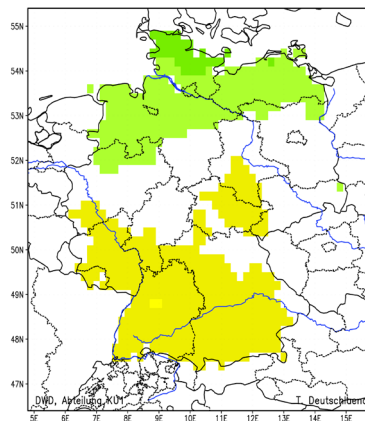 55N
54N
53N
52N
51N
50N
49N
48N
47N
DWD, Abteilung KU1 T. Deutschlaender
5E 6E 7E 8E 9E 10E 11E 12E 13E 14E 15E